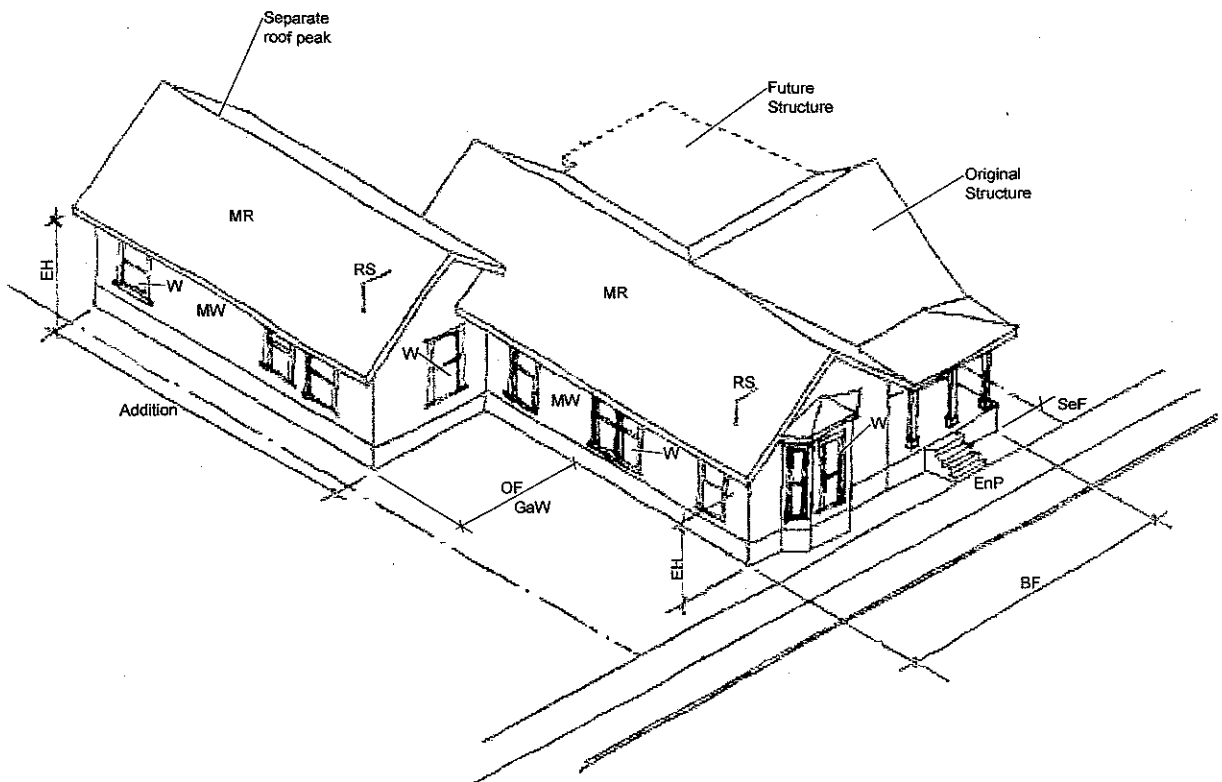 Separate
roof peak
Future
Structure
Original
Structure
MR
EH
RS
MR
W
MW
W
RS
Addition
MW
W
W
SeF
EnP
OF
GaW
EH
BF